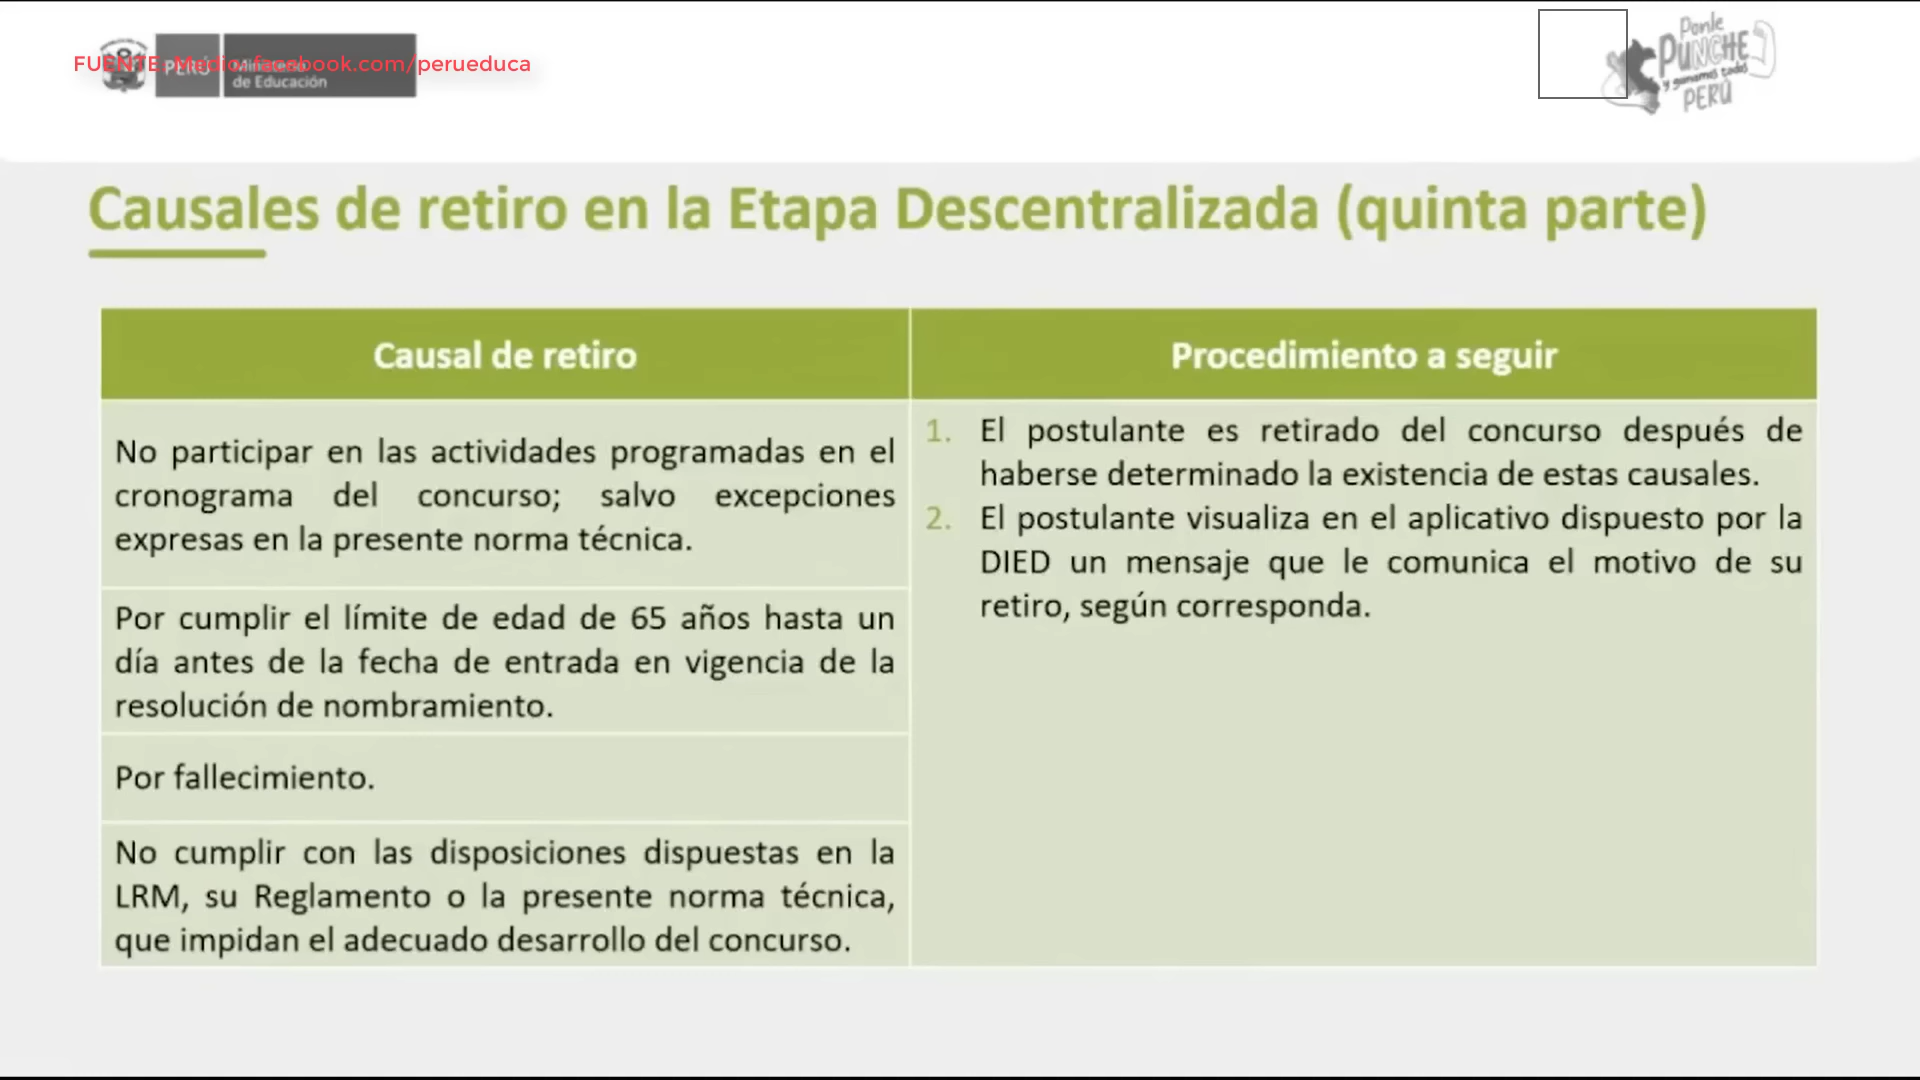 FUENTE: Medio: facebook.com/perueduca
PERÚ
Ministerio
de Educación
Ponle
PUNCHE
y ganamos todos
PERÚ
Causales de retiro en la Etapa Descentralizada (quinta parte)
Causal de retiro
No participar en las actividades programadas en el
cronograma del concurso; salvo excepciones
expresas en la presente norma técnica.
Por cumplir el límite de edad de 65 años hasta un
día antes de la fecha de entrada en vigencia de la
resolución de nombramiento.
Por fallecimiento.
No cumplir con las disposiciones dispuestas en la
LRM, su Reglamento o la presente norma técnica,
que impidan el adecuado desarrollo del concurso.
Procedimiento a seguir
1. El postulante es retirado del concurso después de
haberse determinado la existencia de estas causales.
2. El postulante visualiza en el aplicativo dispuesto por la
DIED un mensaje que le comunica el motivo de su
retiro, según corresponda.